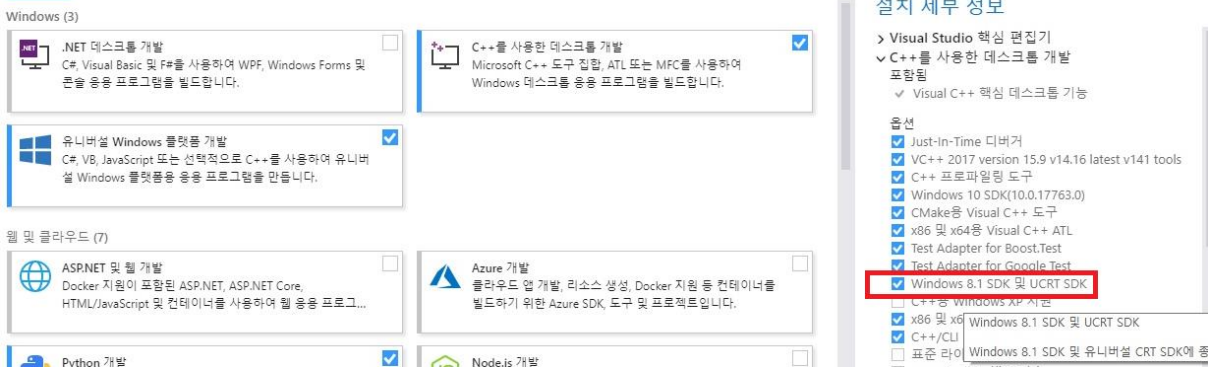 Windows (3)
.NET 데스크톱 개발
C#, Visual Basic 및 F#을 사용하여 WPF, Windows Forms 및
콘솔 응용 프로그램을 빌드합니다.
C++를 사용한 데스크톱 개발
Microsoft C++ 도구 집합, ATL 또는 MFC를 사용하여
Windows 데스크톱 응용 프로그램을 빌드합니다.
유니버설 Windows 플랫폼 개발
C#, VB, JavaScript 또는 선택적으로 C++를 사용하여 유니버
설 Windows 플랫폼용 응용 프로그램을 만듭니다.
웹 및 클라우드 (7)
ASP.NET 및 웹 개발
Docker 지원이 포함된 ASP.NET, ASP.NET Core,
HTML/JavaScript 및 컨테이너를 사용하여 웹 응용 프로그...
Azure 개발
클라우드 앱 개발, 리소스 생성, Docker 지원 등 컨테이너를
빌드하기 위한 Azure SDK, 도구 및 프로젝트입니다.
Python 개발
Node.js 개발
설치 세부 정보
Visual Studio 핵심 편집기
C++를 사용한 데스크톱 개발
포함됨
Visual C++ 핵심 데스크톱 기능
옵션
Just-In-Time 디버거
VC++ 2017 version 15.9 v14.16 latest v141 tools
C++ 프로파일링 도구
Windows 10 SDK(10.0.17763.0)
CMake용 Visual C++ 도구
x86 및 x64용 Visual C++ ATL
Test Adapter for Boost.Test
Test Adapter for Google Test
Windows 8.1 SDK 및 UCRT SDK
C++용 Windows XP 지원
x86 및 x6
C++/CLI
표준 라이
Windows 8.1 SDK 및 UCRT SDK
Windows 8.1 SDK 및 유니버설 CRT SDK에 종